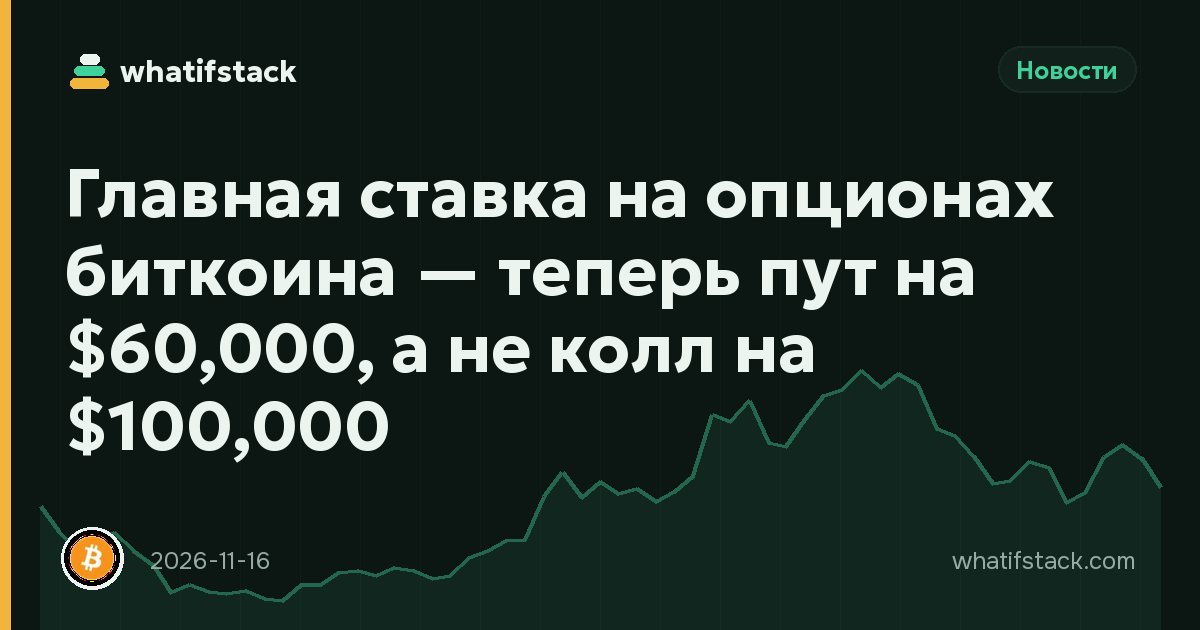 whatifstack
Новости
Главная ставка на опционах
биткоина — теперь пут на
$60,000, а не колл на
$100,000
2026-11-16
whatifstack.com